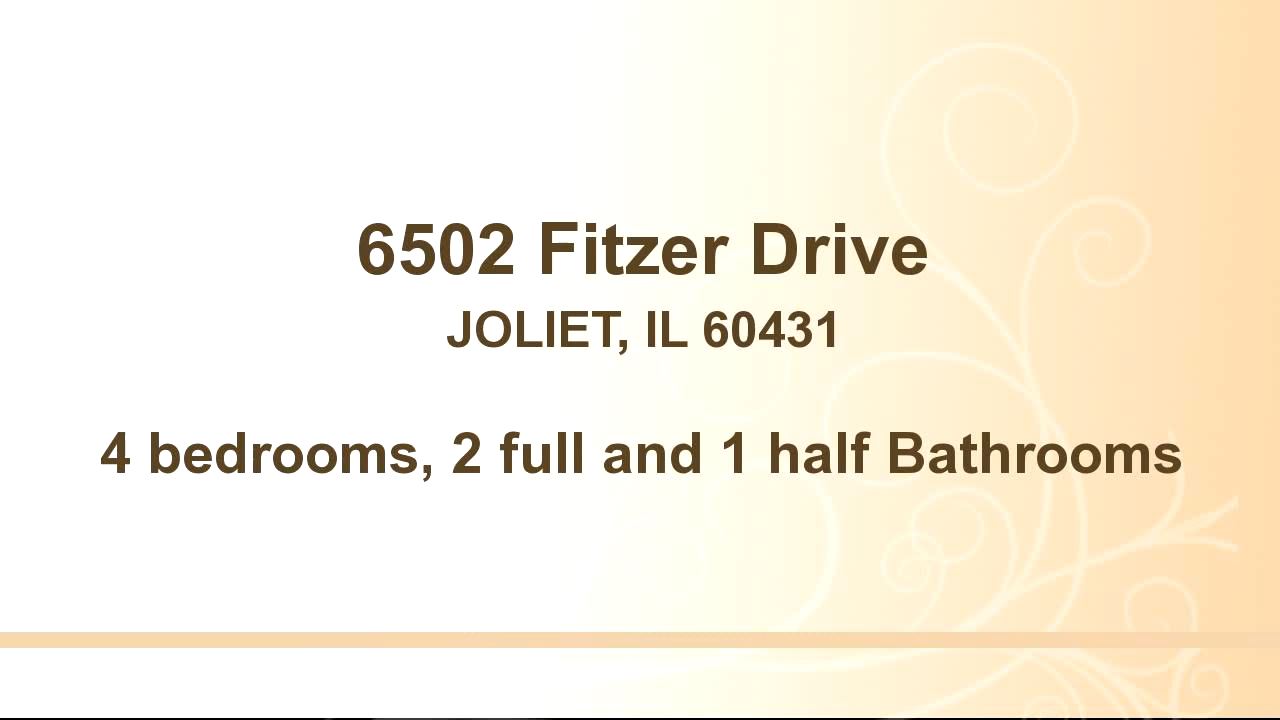 6502 Fitzer Drive
JOLIET, IL 60431
4 bedrooms, 2 full and 1 half Bathrooms